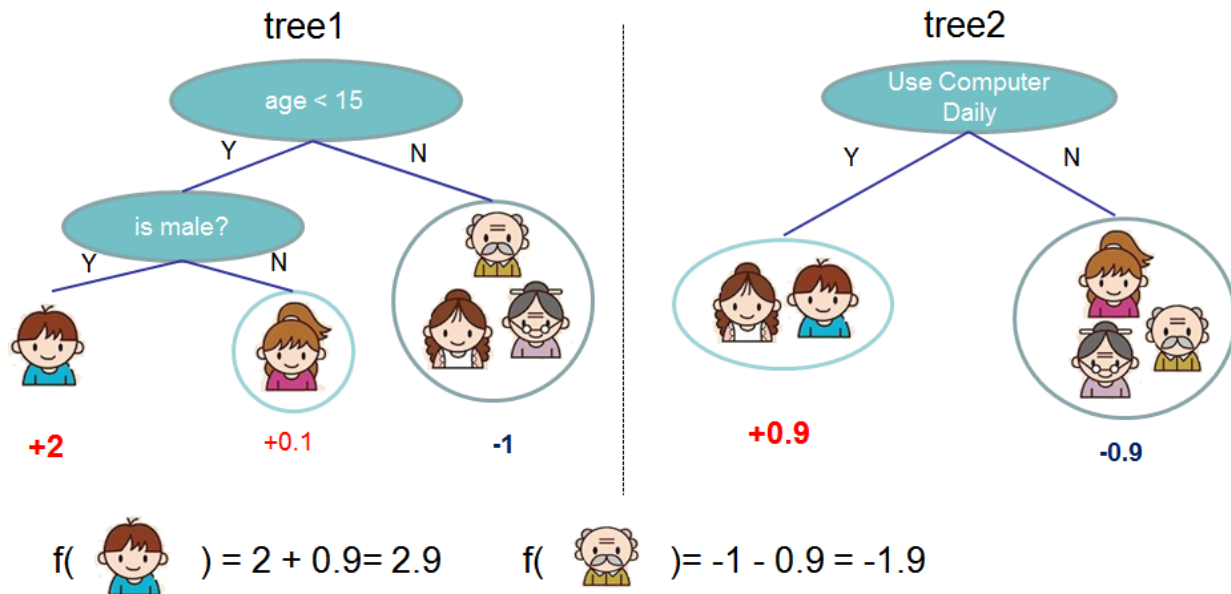 tree1
age < 15
Y
N
is male?
Y
N
+2
+0.1
-1
tree2
Use Computer
Daily
Y
N
+0.9
-0.9
f( ) = 2 + 0.9= 2.9
f( )= -1 - 0.9 = -1.9